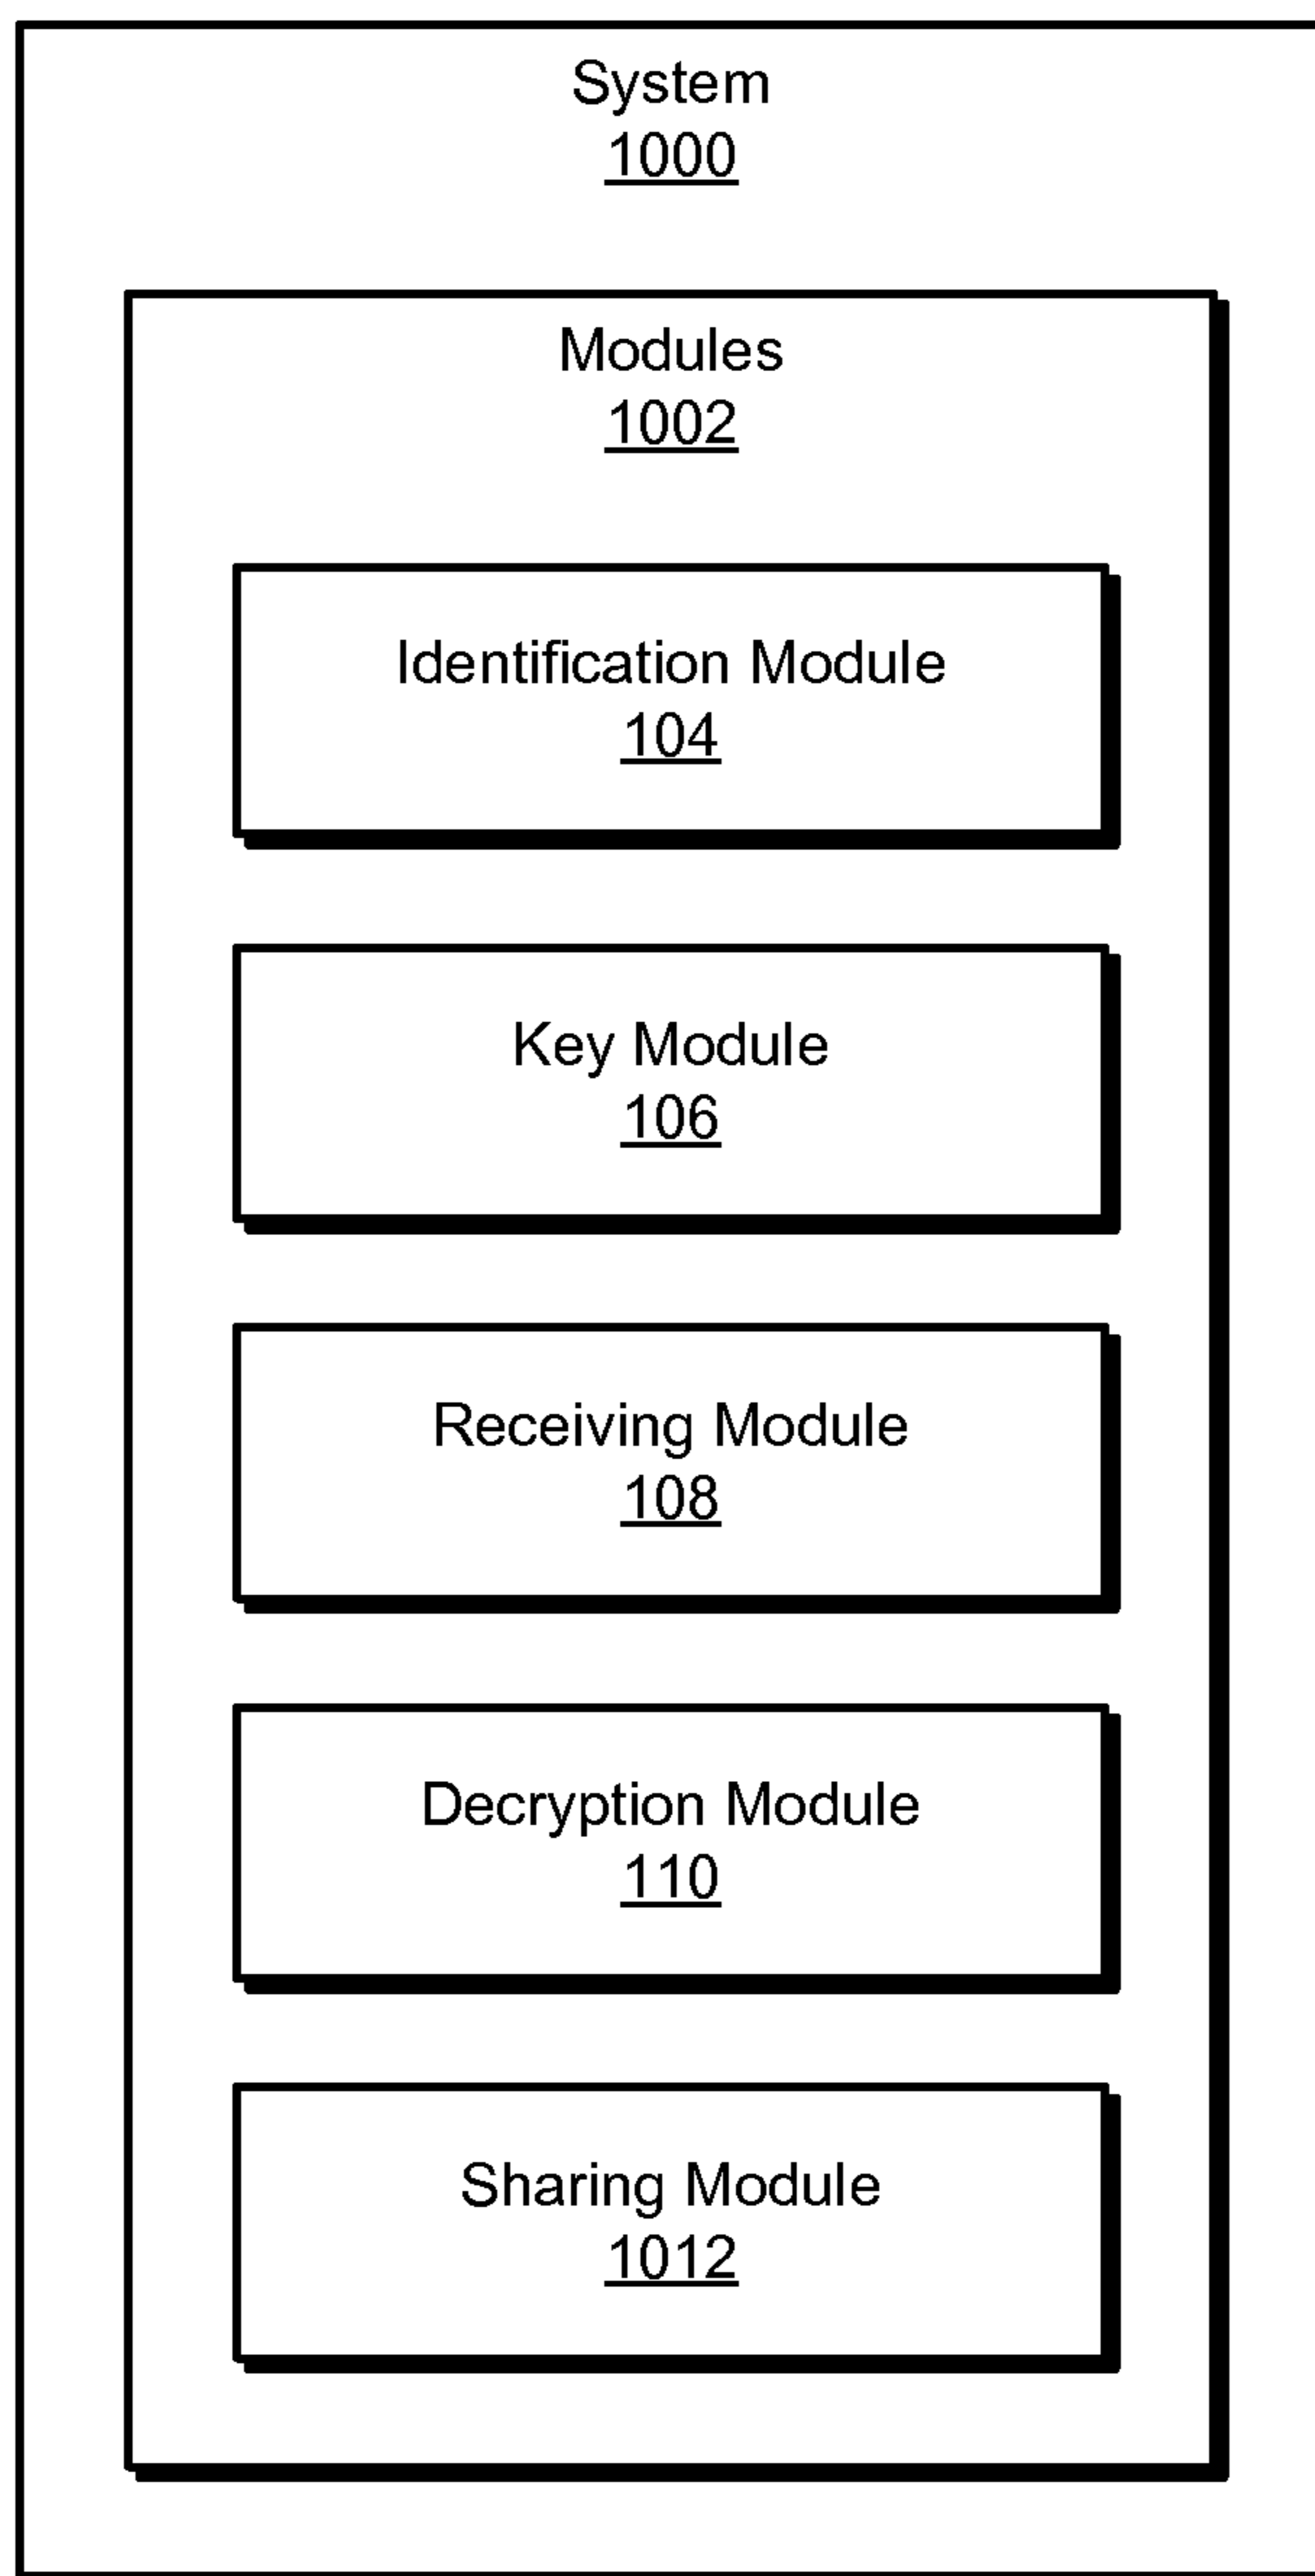 System
1000
Modules
1002
Identification Module
104
Key Module
106
Receiving Module
108
Decryption Module
110
Sharing Module
1012